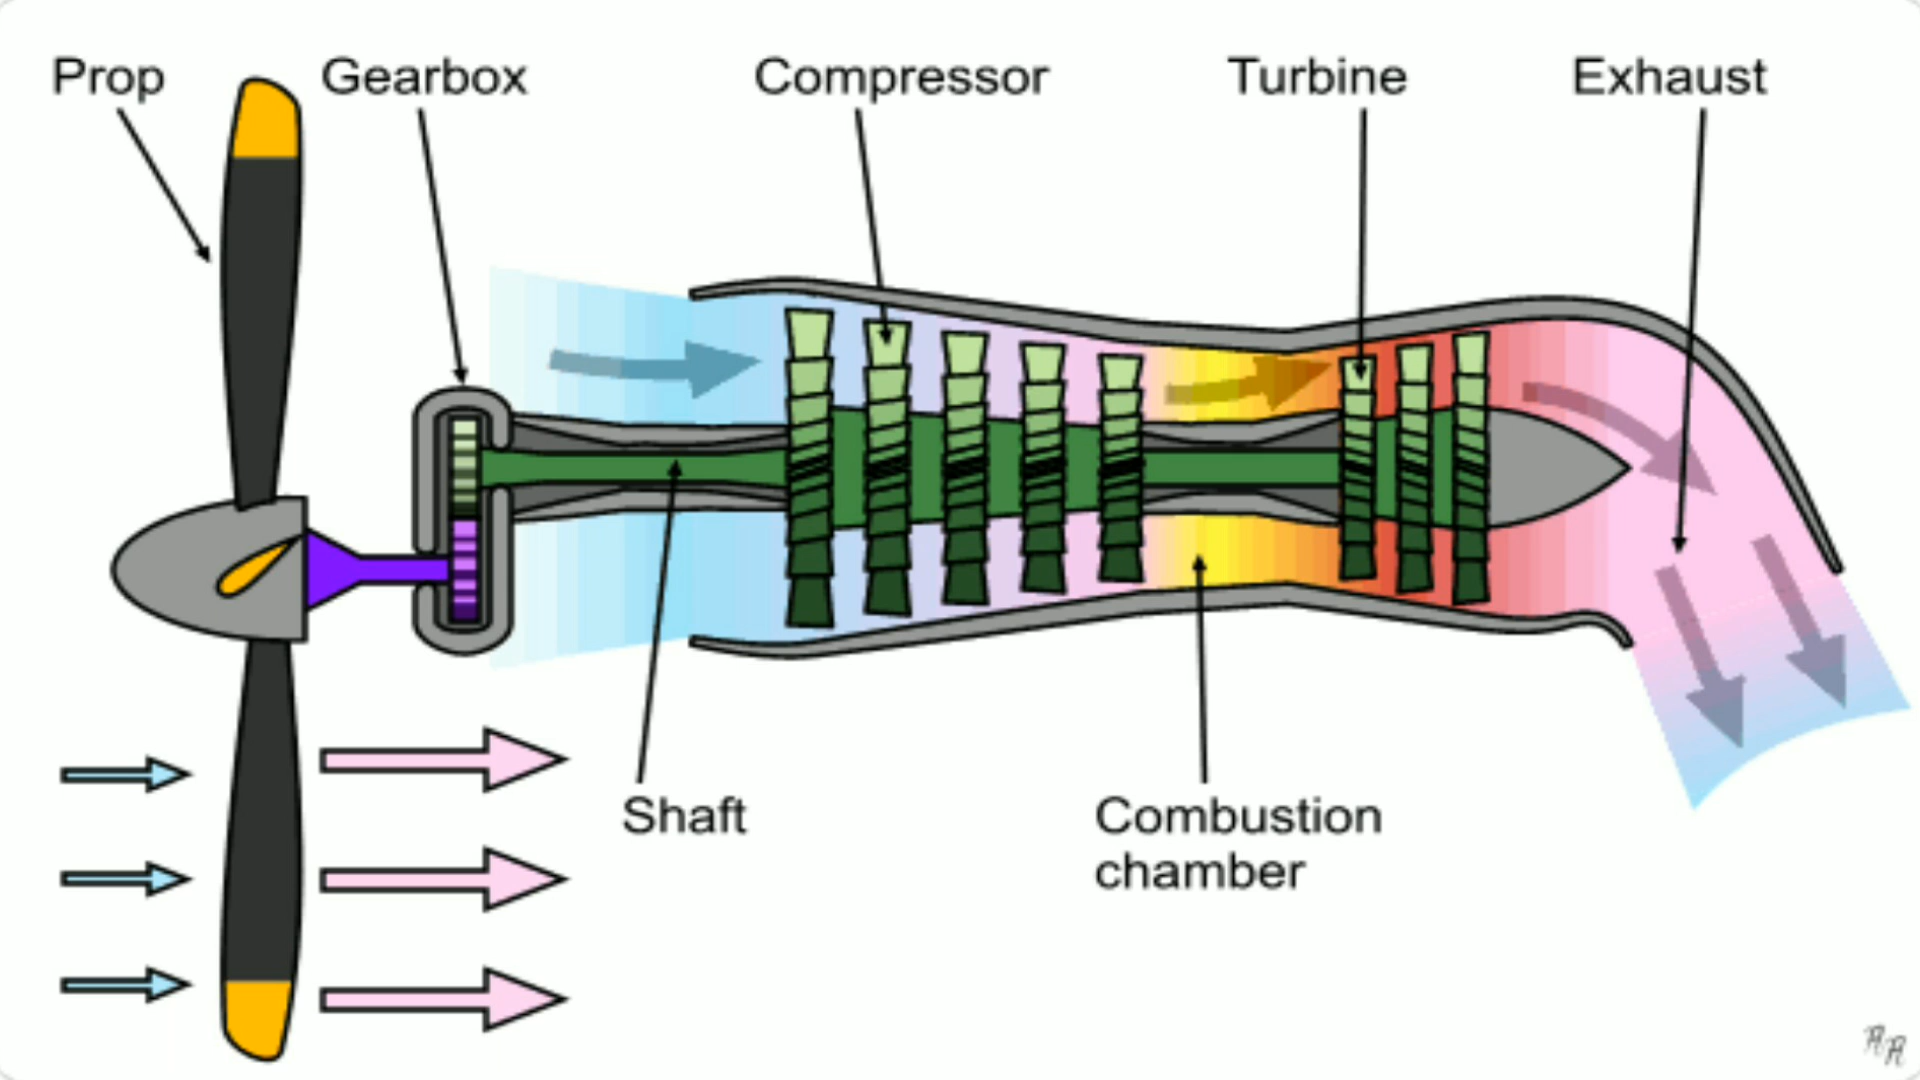 Prop
Gearbox
Compressor
Turbine
Exhaust
Shaft
Combustion
chamber